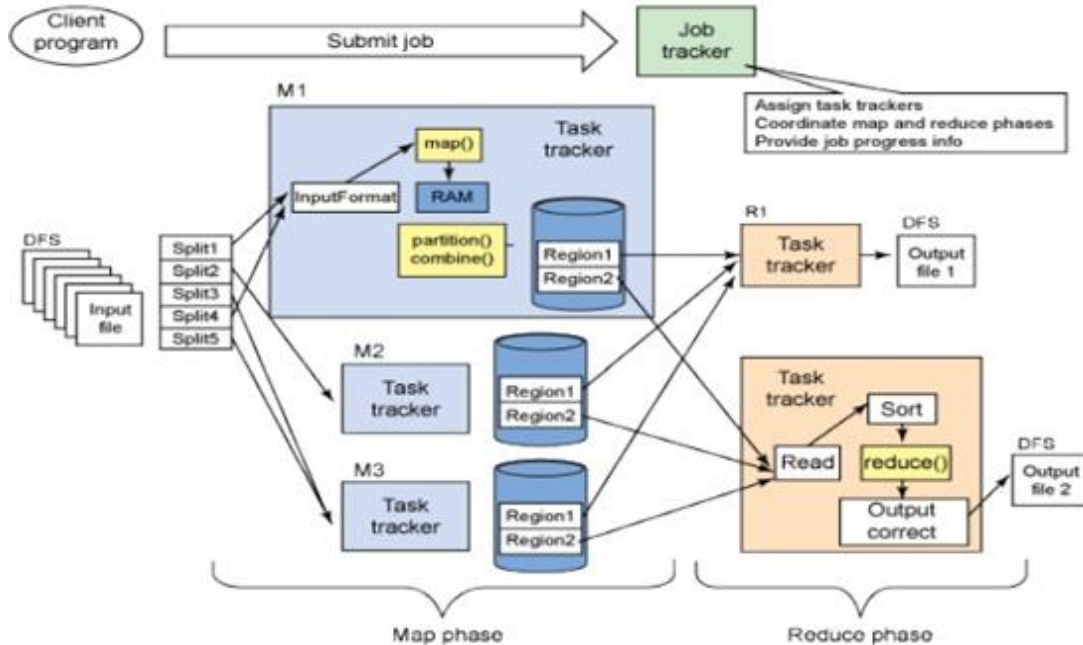 Client
program
Submit job
Job
tracker
Assign task trackers
Coordinate map and reduce phases
Provide job progress info
M1
Task
tracker
map()
InputFormat
RAM
partition()
combine()
Region1
Region2
DFS
Input
file
Split1
Split2
Split3
Split4
Split5
M2
Task
tracker
Region1
Region2
M3
Task
tracker
Region1
Region2
R1
Task
tracker
DFS
Output
file 1
Task
tracker
Sort
Read
reduce()
Output
correct
DFS
Output
file 2
Map phase
Reduce phase